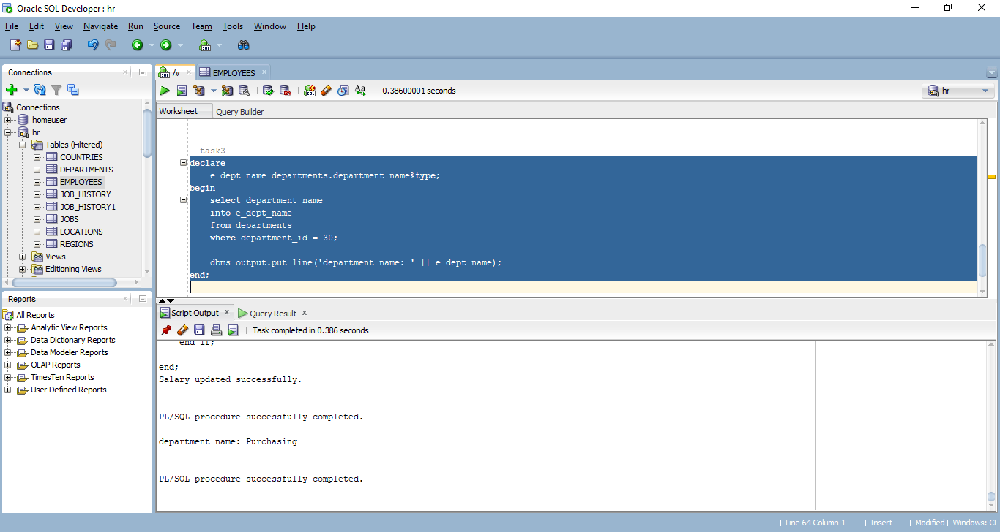 Oracle SQL Developer : hr
File Edit View Navigate Run Source Team Tools Window Help
Connections
Connections
homeuser
hr
Tables (Filtered)
COUNTRIES
DEPARTMENTS
EMPLOYEES
JOB_HISTORY
JOB_HISTORY1
JOBS
LOCATIONS
REGIONS
Views
Editioning Views
Reports
All Reports
Analytic View Reports
Data Dictionary Reports
Data Modeler Reports
OLAP Reports
TimesTen Reports
User Defined Reports
hr EMPLOYEES
0.38600001 seconds
hr
Worksheet Query Builder
--task3
declare
e_dept_name departments.department_name%type;
begin
select department_name
into e_dept_name
from departments
where department_id = 30;
dbms_output.put_line('department name: ' || e_dept_name);
end;
Script Output x Query Result x
Task completed in 0.386 seconds
end if;
end;
Salary updated successfully.
PL/SQL procedure successfully completed.
department name: Purchasing
PL/SQL procedure successfully completed.
| Line 64 Column 1 | Insert | Modified | Windows: CR